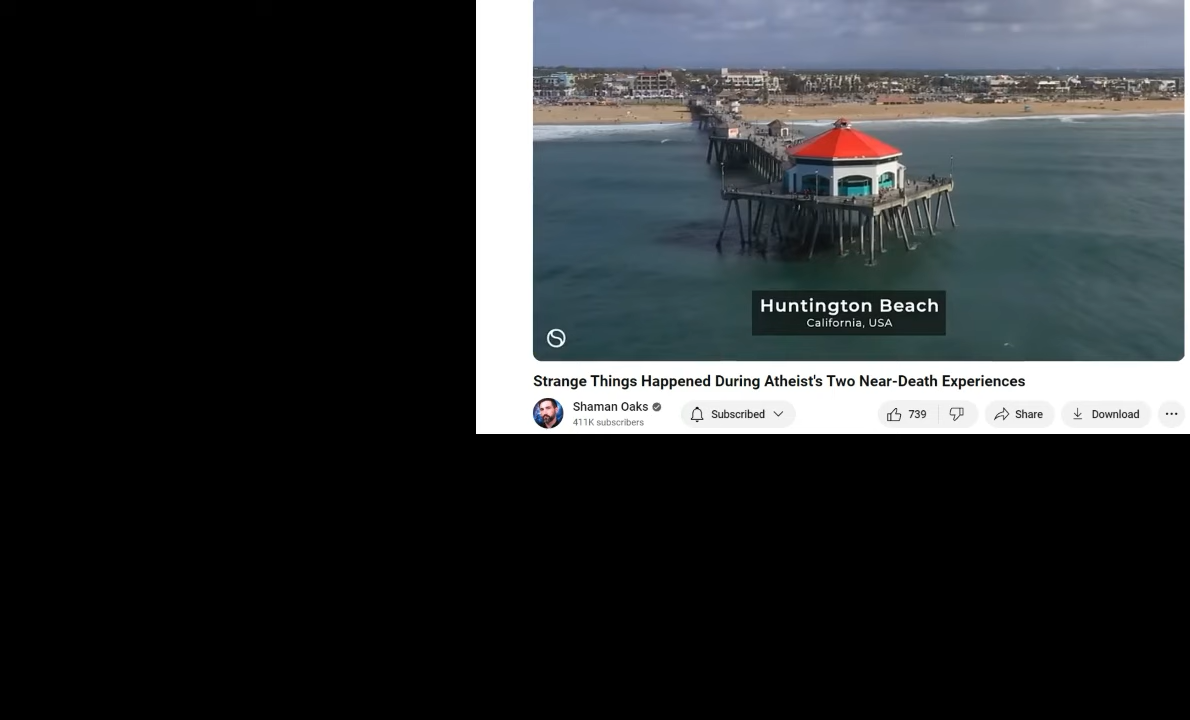 Huntington Beach
California, USA
Strange Things Happened During Atheist's Two Near-Death Experiences
Shaman Oaks
411K subscribers
Subscribed
739
Share
Download